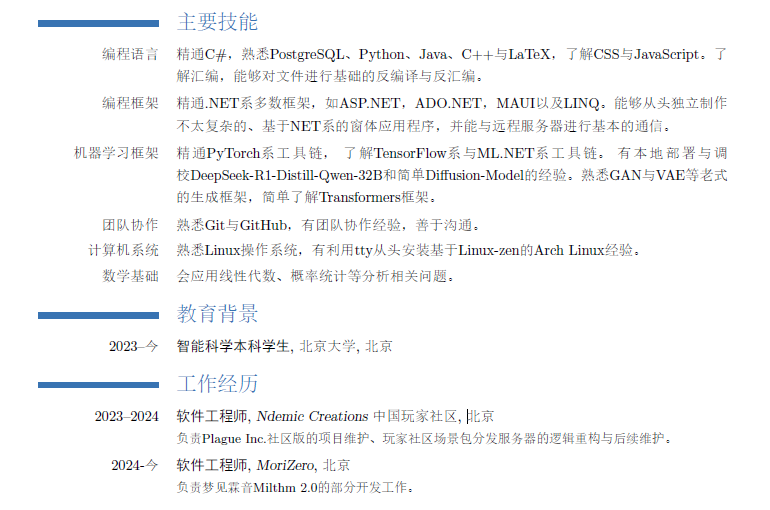 主要技能
编程语言 精通C#，熟悉PostgreSQL、Python、Java、C++与LaTeX，了解CSS与JavaScript。了
解汇编，能够对文件进行基础的反编译与反汇编。
编程框架 精通.NET系多数框架，如ASP.NET，ADO.NET，MAUI以及LINQ。能够从头独立制作
不太复杂的、基于NET系的窗体应用程序，并能与远程服务器进行基本的通信。
机器学习框架 精通PyTorch系工具链， 了解TensorFlow系与ML.NET系工具链。 有本地部署与调
校DeepSeek-R1-Distill-Qwen-32B和简单Diffusion-Model的经验。熟悉GAN与VAE等老式
的生成框架，简单了解Transformers框架。
团队协作 熟悉Git与GitHub，有团队协作经验，善于沟通。
计算机系统 熟悉Linux操作系统，有利用tty从头安装基于Linux-zen的Arch Linux经验。
数学基础 会应用线性代数、概率统计等分析相关问题。
教育背景
2023–今 智能科学本科学生, 北京大学, 北京
工作经历
2023–2024 软件工程师, Ndemic Creations 中国玩家社区, 北京
负责Plague Inc.社区版的项目维护、玩家社区场景包分发服务器的逻辑重构与后续维护。
2024-今 软件工程师, MoriZero, 北京
负责梦见霖音Milthm 2.0的部分开发工作。